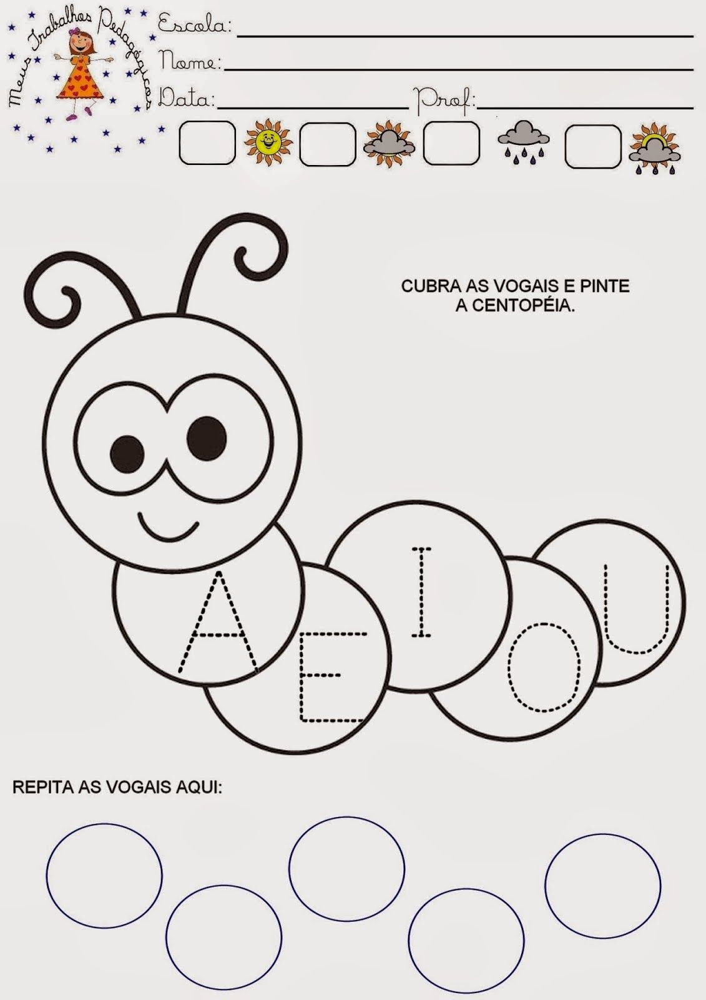 Meus Trabalhos Pedagógicos
Escola:
Nome:
Data: Prof:
CUBRA AS VOGAIS E PINTE
A CENTOPÉIA.
A E I O U
REPITA AS VOGAIS AQUI: